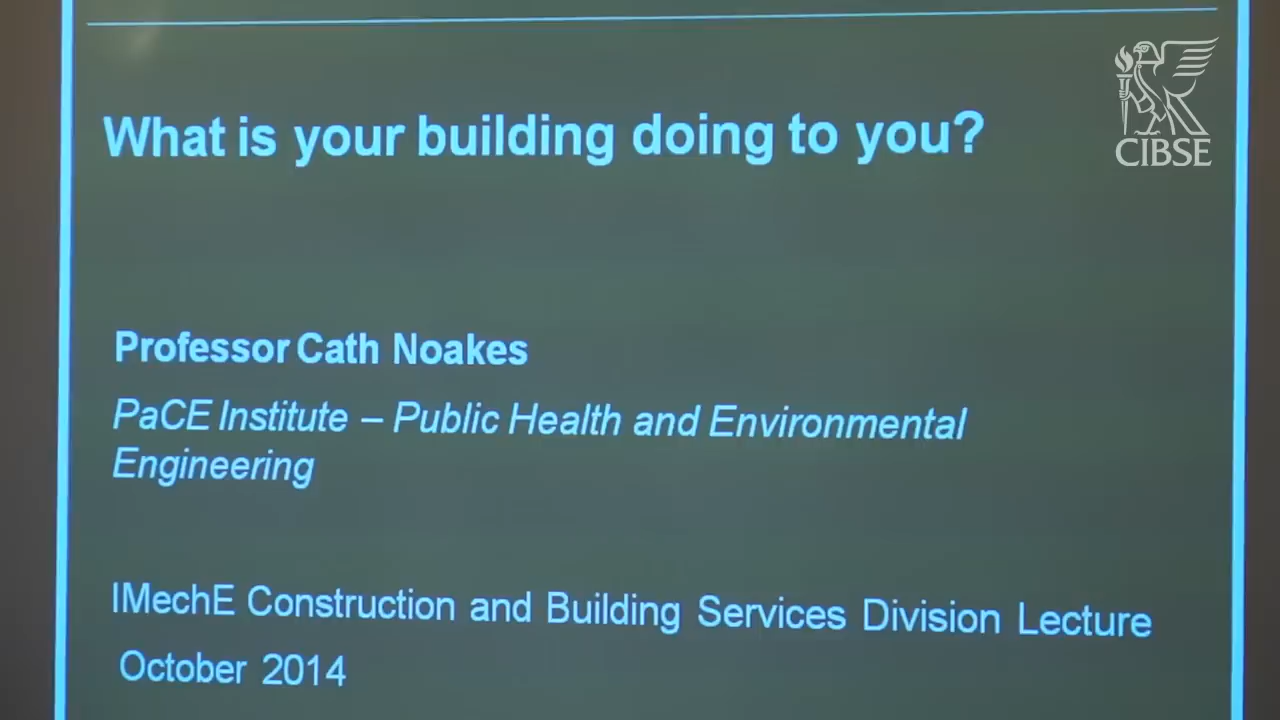 What is your building doing to you?
CIBSE
Professor Cath Noakes
PaCE Institute – Public Health and Environmental
Engineering
IMechE Construction and Building Services Division Lecture
October 2014